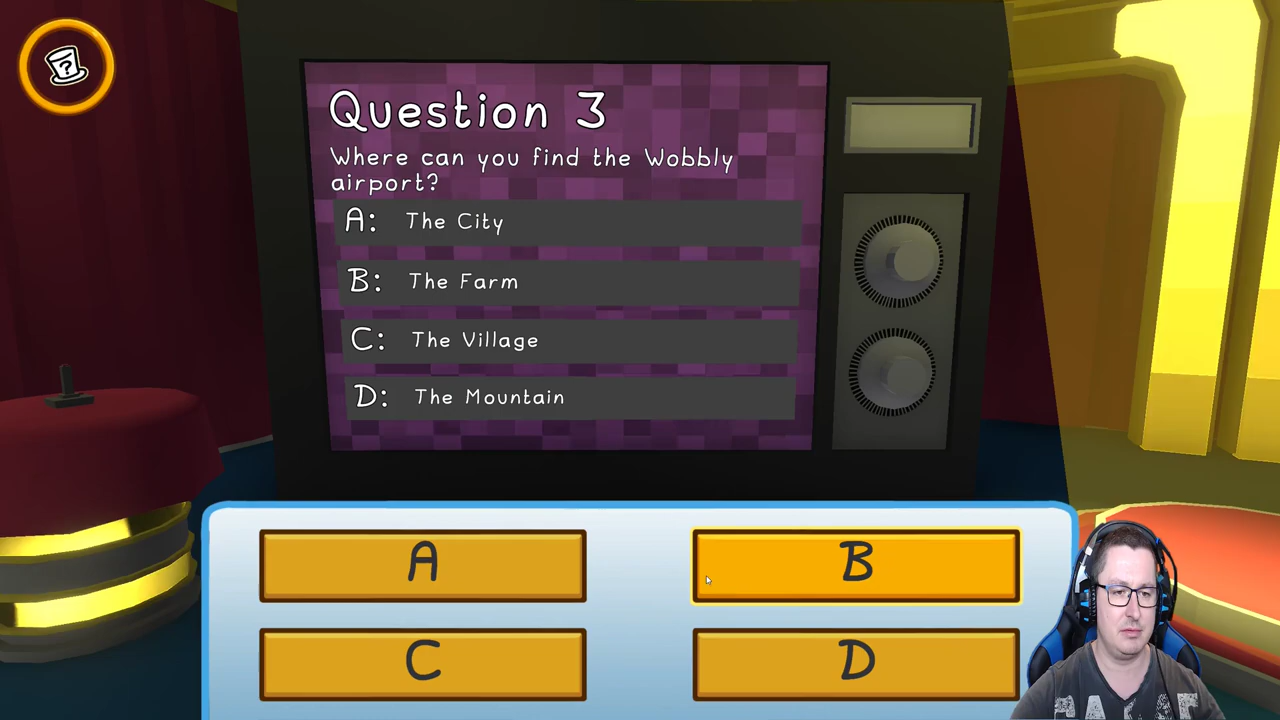 ?
Question 3
Where can you find the Wobbly
airport?
A: The City
B: The Farm
C: The Village
D: The Mountain
A
B
C
D